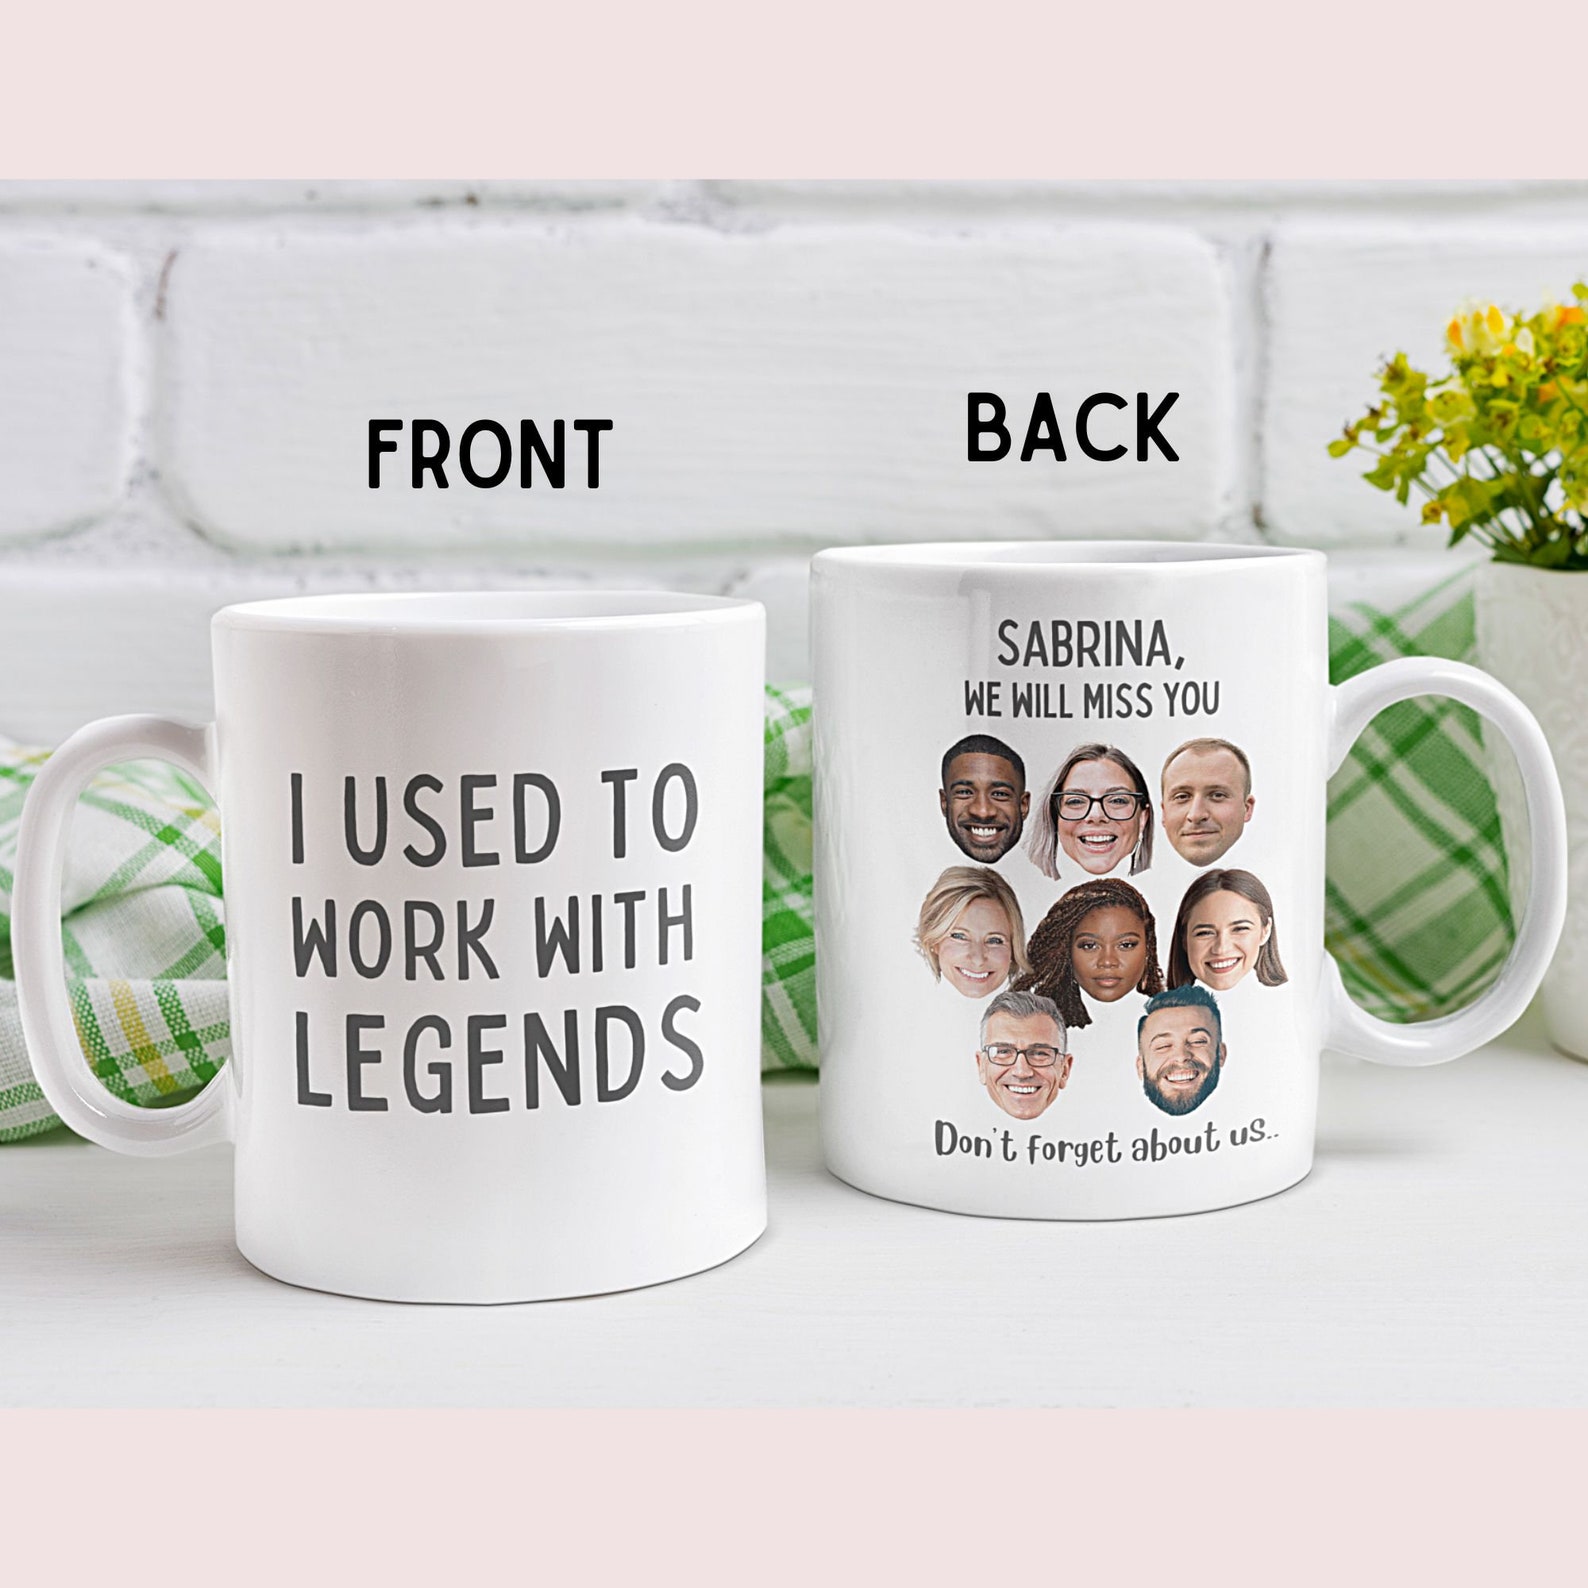 FRONT
I USED TO
WORK WITH
LEGENDS
BACK
SABRINA,
WE WILL MISS YOU
Don't forget about us..